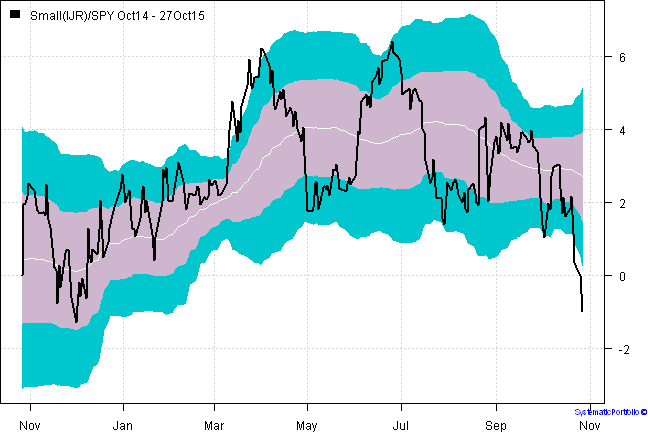 Small(IJR)/SPY Oct14 - 27Oct15
6
4
2
0
-2
SystematicPortfolio ©
Nov Jan Mar May Jul Sep Nov